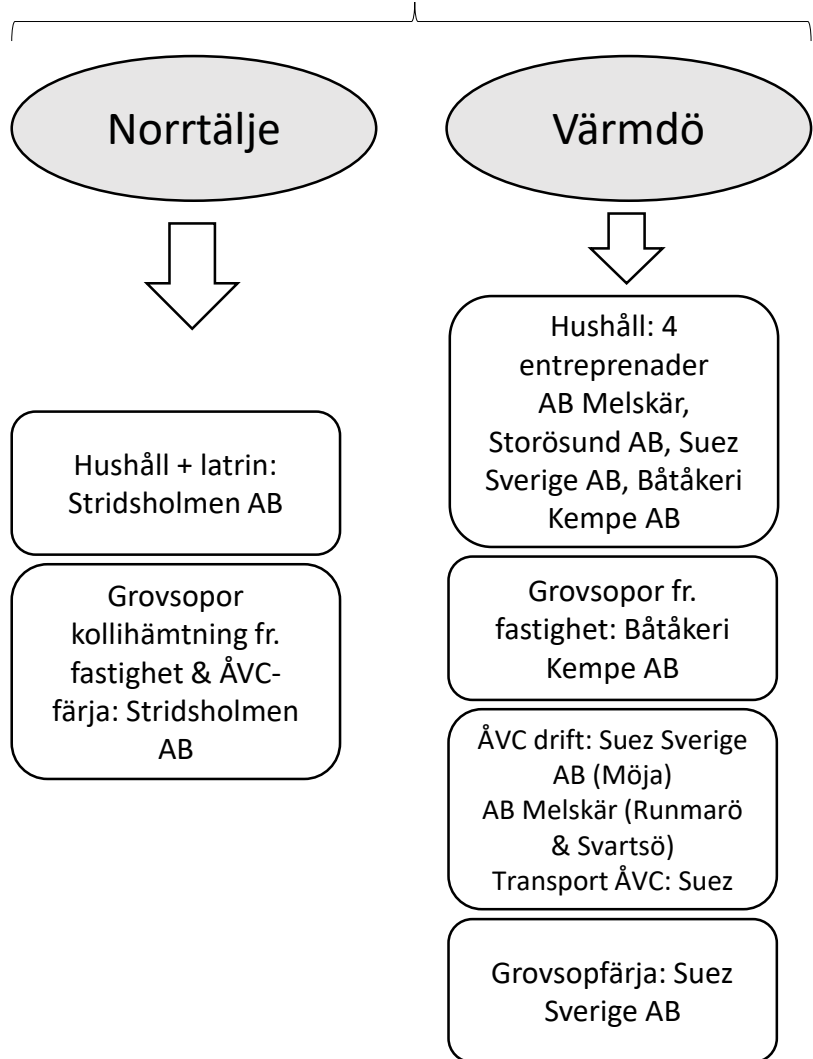 Norrtälje
Hushåll + latrin:
Stridsholmen AB
Grovsopor
kollihämtning fr.
fastighet & ÅVC-
färja: Stridsholmen
AB
Värmdö
Hushåll: 4
entreprenader
AB Melskär,
Storösund AB, Suez
Sverige AB, Båtåkeri
Kempe AB
Grovsopor fr.
fastighet: Båtåkeri
Kempe AB
ÅVC drift: Suez Sverige
AB (Möja)
AB Melskär (Runmarö
& Svartsö)
Transport ÅVC: Suez
Grovsopfärja: Suez
Sverige AB